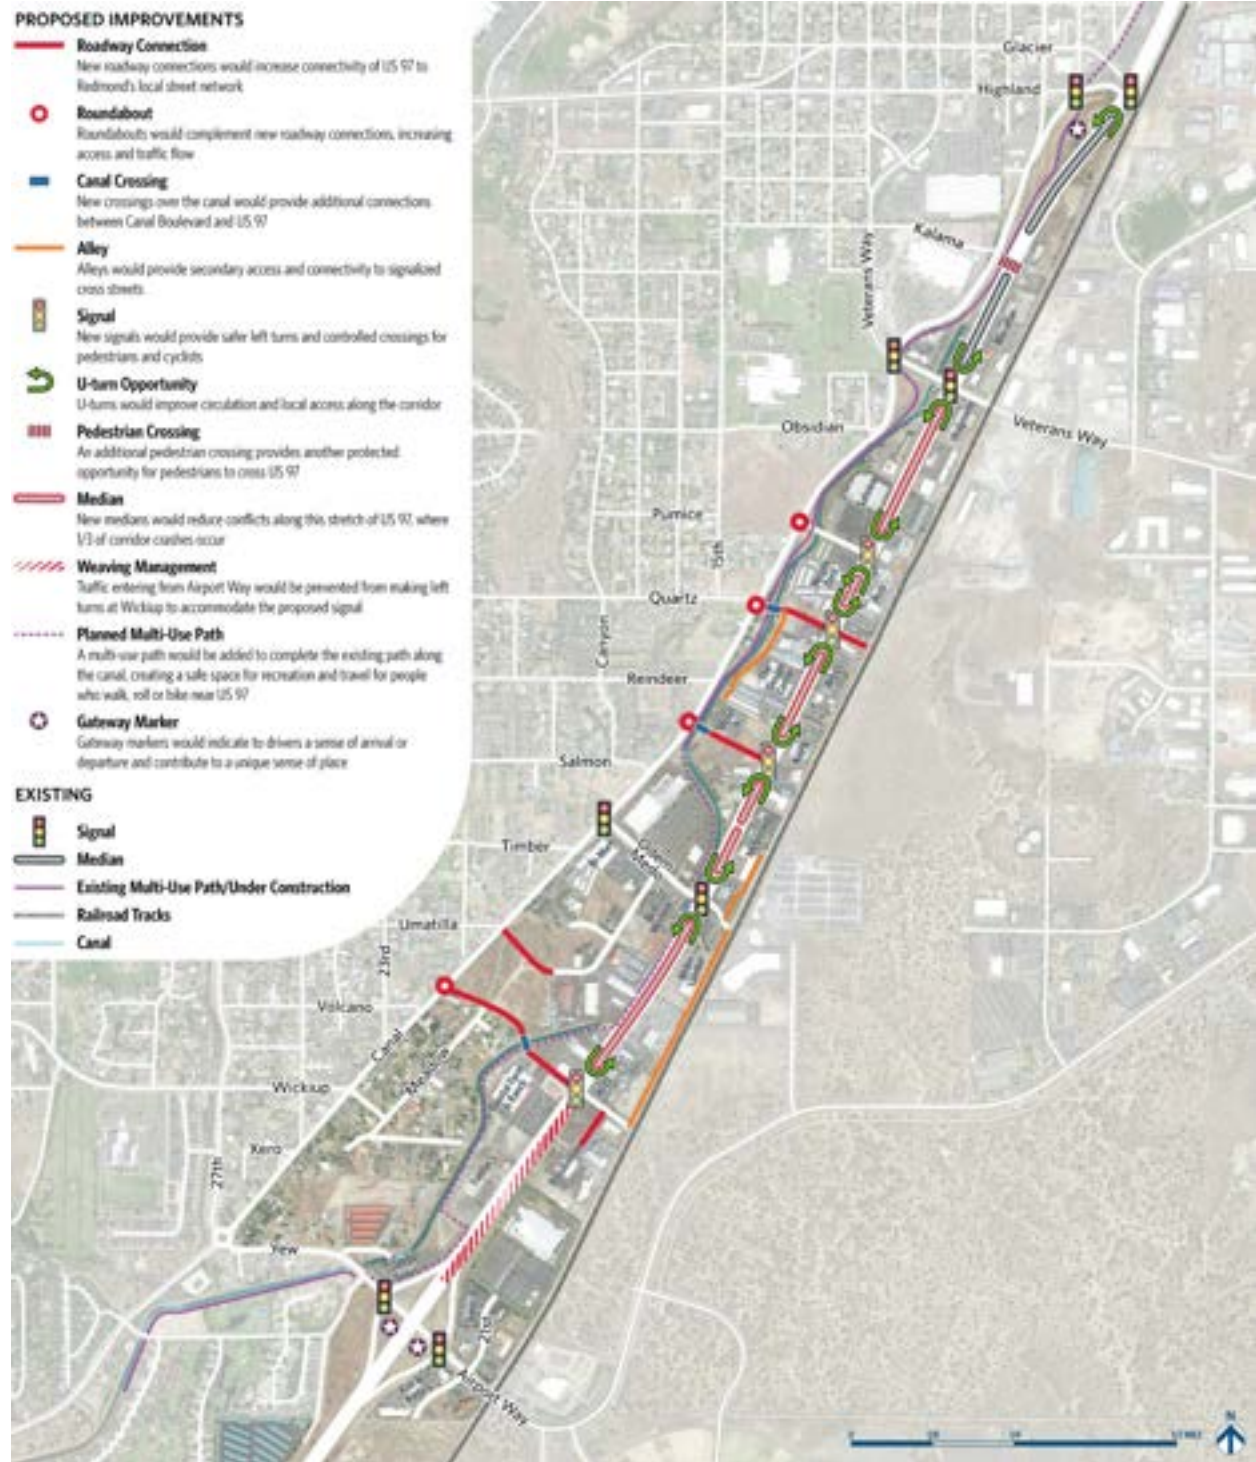 PROPOSED IMPROVEMENTS
Roadway Connection
New roadway connections would increase connectivity of US 97 to
Redmond's local street network
Roundabout
Roundabouts would complement new roadway connections, increasing
access and traffic flow
Canal Crossing
New crossings over the canal would provide additional connections
between Canal Boulevard and US 97
Alley
Alleys would provide secondary access and connectivity to signalized
cross streets
Signal
New signals would provide safer left turns and controlled crossings for
pedestrians and cyclists
U-turn Opportunity
U-turns would improve circulation and local access along the corridor
Pedestrian Crossing
An additional pedestrian crossing provides another protected
opportunity for pedestrians to cross US 97
Median
New medians would reduce conflicts along this stretch of US 97, where
1/3 of corridor crashes occur
Weaving Management
Traffic entering from Airport Way would be prevented from making left
turns at Wickiup to accommodate the proposed signal
Planned Multi-Use Path
A multi-use path would be added to complete the existing path along
the canal, creating a safe space for recreation and travel for people
who walk, roll or bike near US 97
Gateway Marker
Gateway markers would indicate to drivers a sense of arrival or
departure and contribute to a unique sense of place
EXISTING
Signal
Median
Existing Multi-Use Path/Under Construction
Railroad Tracks
Canal
Glacier
Highland
Kalama
Veterans Way
Veterans Way
Obsidian
Pumice
15th
Quartz
Canyon
Reindeer
Salmon
Timber
Umatilla
23rd
Volcano
Canal
Meadow
Wickiup
Xero
27th
Yew
21st
Airport Way
N